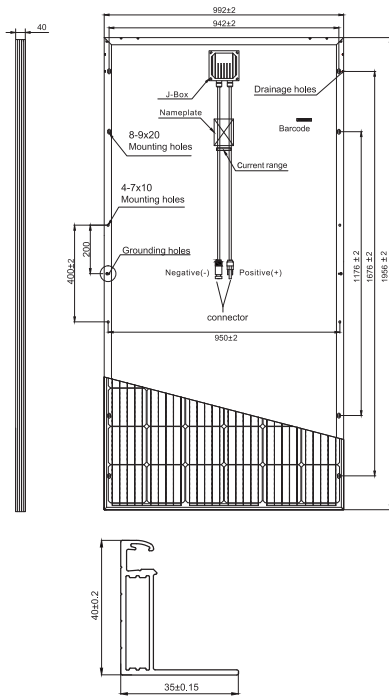 992±2
40
942±2
J-Box
Drainage holes
Nameplate
Barcode
8-9x20
Mounting holes
Current range
4-7x10
Mounting holes
200
Grounding holes
400±2
Negative(-)
Positive(+)
1176 ±2
1676 ±2
1956 ±2
connector
950±2
40±0.2
35±0.15